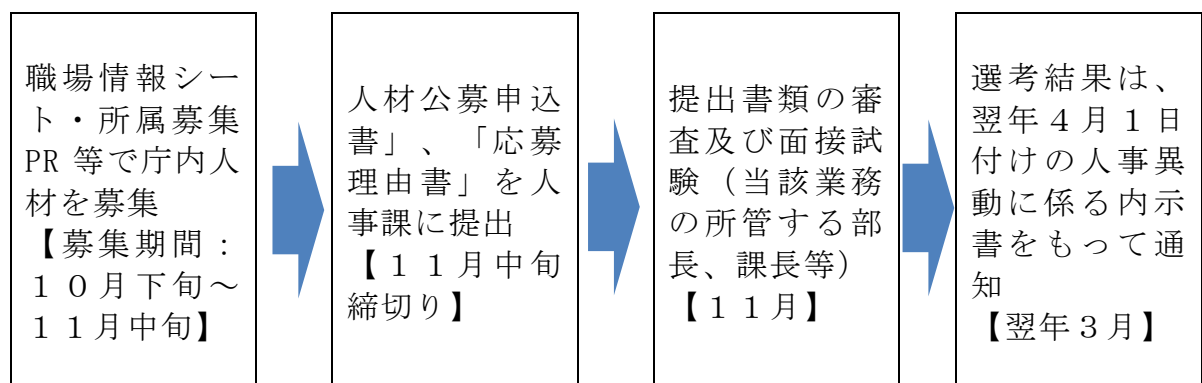 職場情報シー
ト・所属募集
PR 等で庁内人
材を募集
【募集期間：
１０月下旬～
１１月中旬】
人材公募申込
書」、「応募
理由書」を人
事課に提出
【１１月中旬
締切り】
提出書類の審
査及び面接試
験（当該業務
の所管する部
長、課長等）
【１１月】
選考結果は、
翌年４月１日
付けの人事異
動に係る内示
書をもって通
知
【翌年３月】